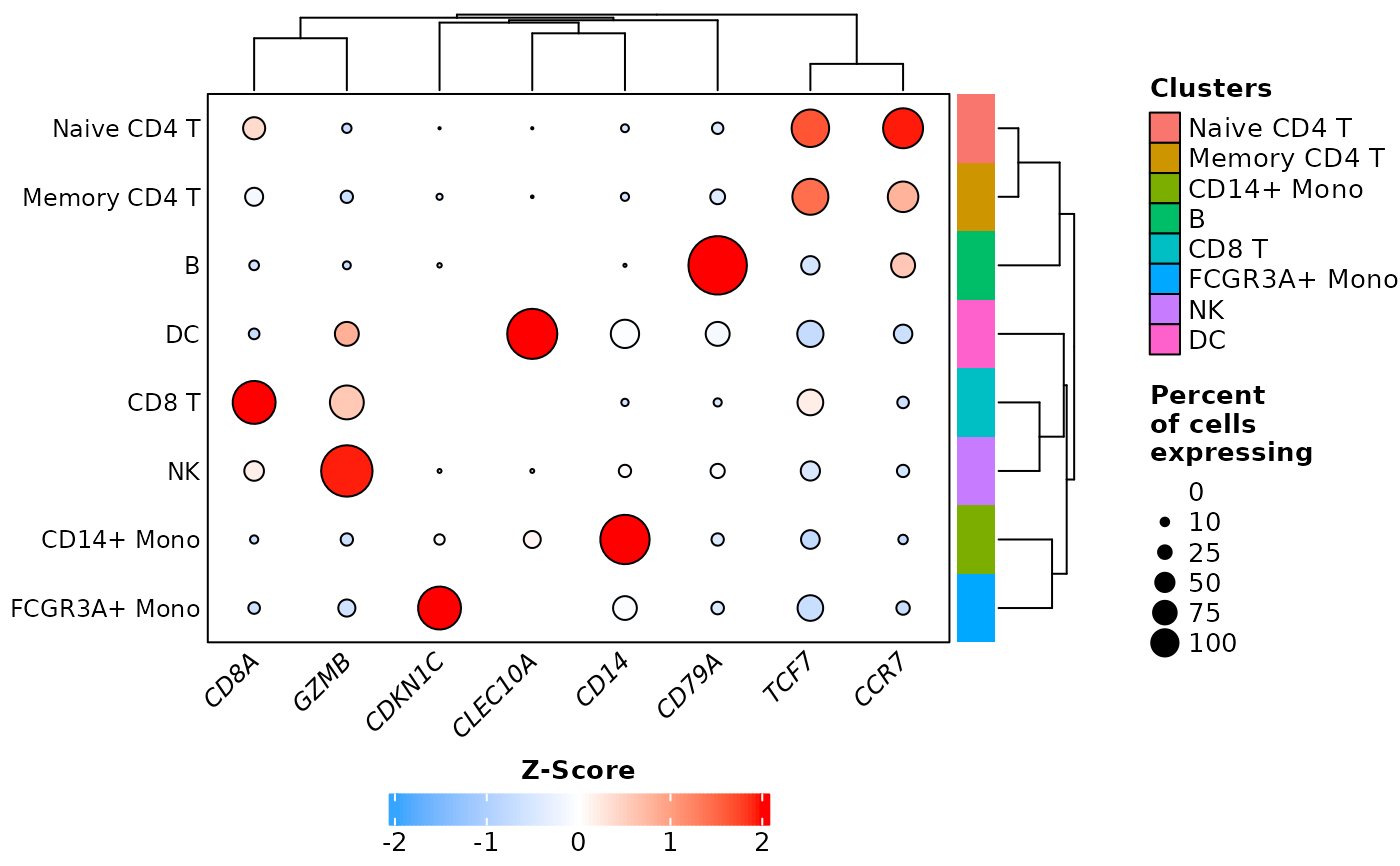 Naive CD4 T
Memory CD4 T
B
DC
CD8 T
NK
CD14+ Mono
FCGR3A+ Mono
CD8A
GZMB
CDKN1C
CLEC10A
CD14
CD79A
TCF7
CCR7
Clusters
Naive CD4 T
Memory CD4 T
CD14+ Mono
B
CD8 T
FCGR3A+ Mono
NK
DC
Percent
of cells
expressing
0
10
25
50
75
100
Z-Score
-2 -1 0 1 2